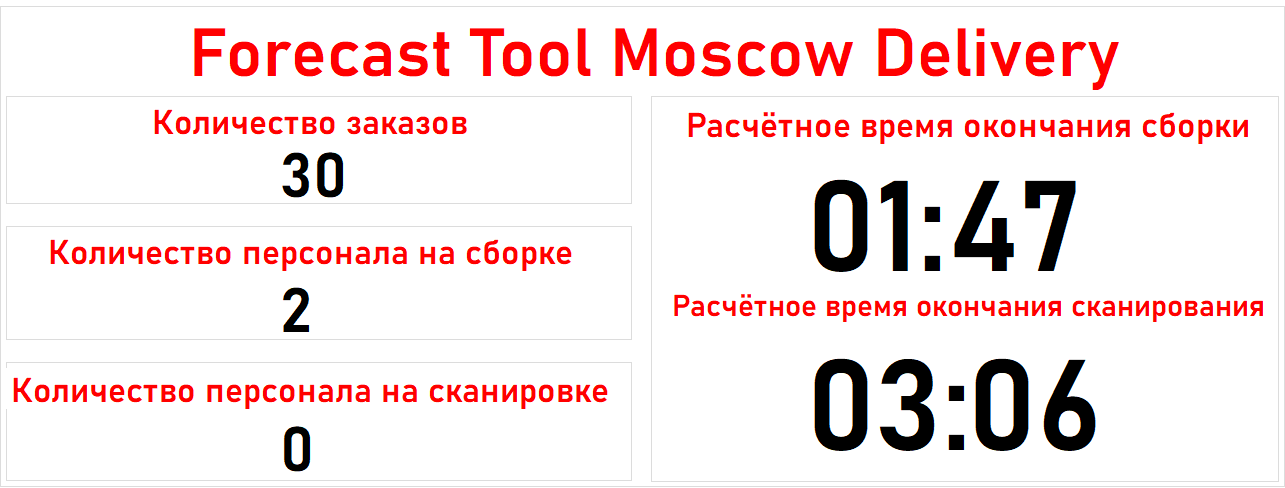 Forecast Tool Moscow Delivery
Количество заказов
30
Количество персонала на сборке
2
Количество персонала на сканировке
0
Расчётное время окончания сборки
01:47
Расчётное время окончания сканирования
03:06